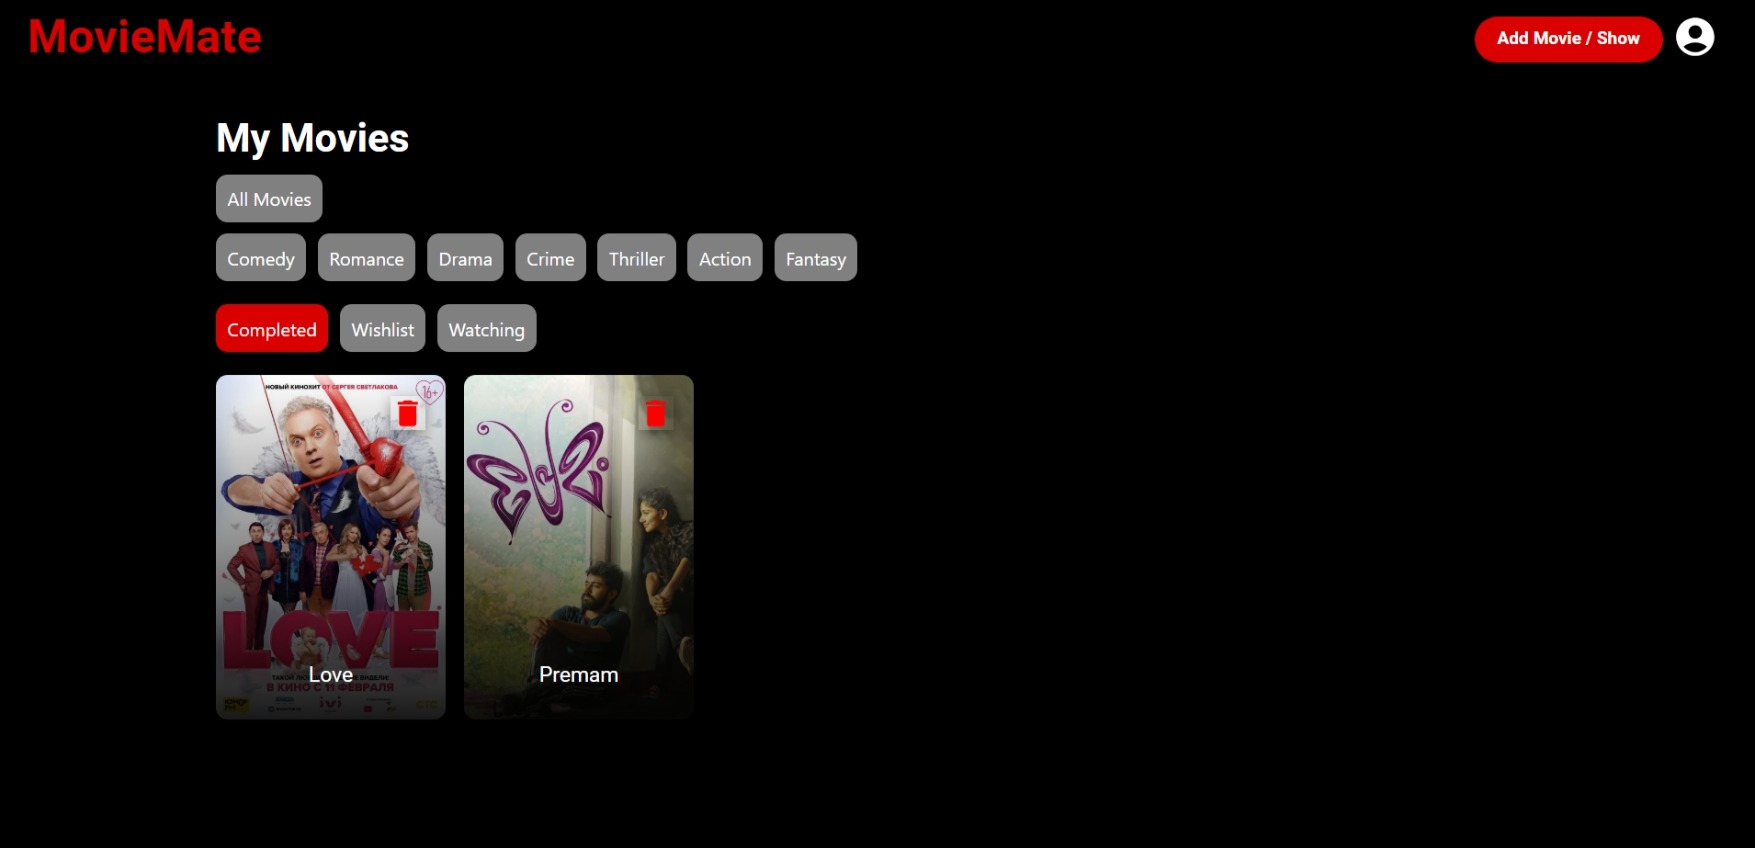 MovieMate
Add Movie / Show
My Movies
All Movies
Comedy Romance Drama Crime Thriller Action Fantasy
Completed Wishlist Watching
НОВЫЙ КИНОХИТ ОТ СЕРГЕЯ СВЕТЛАКОВА
16+
LOVE
Love
В КИНО С 11 ФЕВРАЛЯ
ivi
СТС
പ്രേമം
Premam